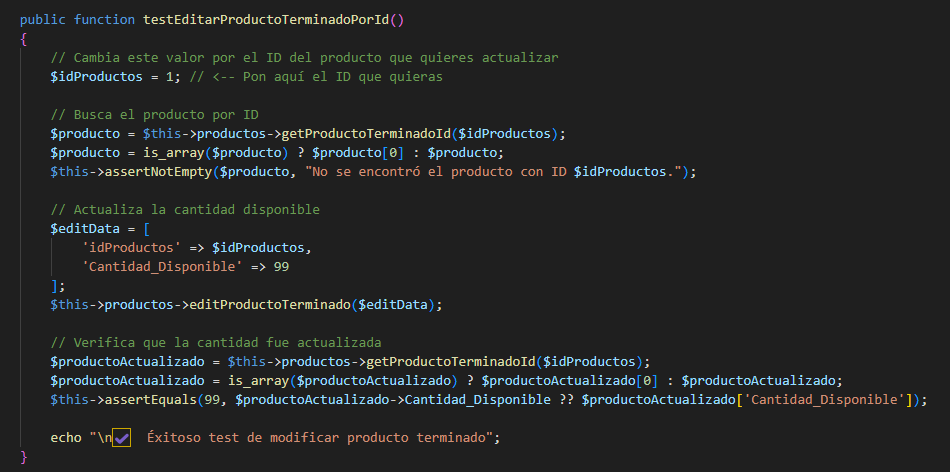 public function testEditarProductoTerminadoPorId()
{
    // Cambia este valor por el ID del producto que quieres actualizar
    $idProductos = 1; // <-- Pon aquí el ID que quieras

    // Busca el producto por ID
    $producto = $this->productos->getProductoTerminadoId($idProductos);
    $producto = is_array($producto) ? $producto[0] : $producto;
    $this->assertNotEmpty($producto, "No se encontró el producto con ID $idProductos.");

    // Actualiza la cantidad disponible
    $editData = [
        'idProductos' => $idProductos,
        'Cantidad_Disponible' => 99
    ];
    $this->productos->editProductoTerminado($editData);

    // Verifica que la cantidad fue actualizada
    $productoActualizado = $this->productos->getProductoTerminadoId($idProductos);
    $productoActualizado = is_array($productoActualizado) ? $productoActualizado[0] : $productoActualizado;
    $this->assertEquals(99, $productoActualizado->Cantidad_Disponible ?? $productoActualizado['Cantidad_Disponible']);

    echo "\n✔ Éxitoso test de modificar producto terminado";
}